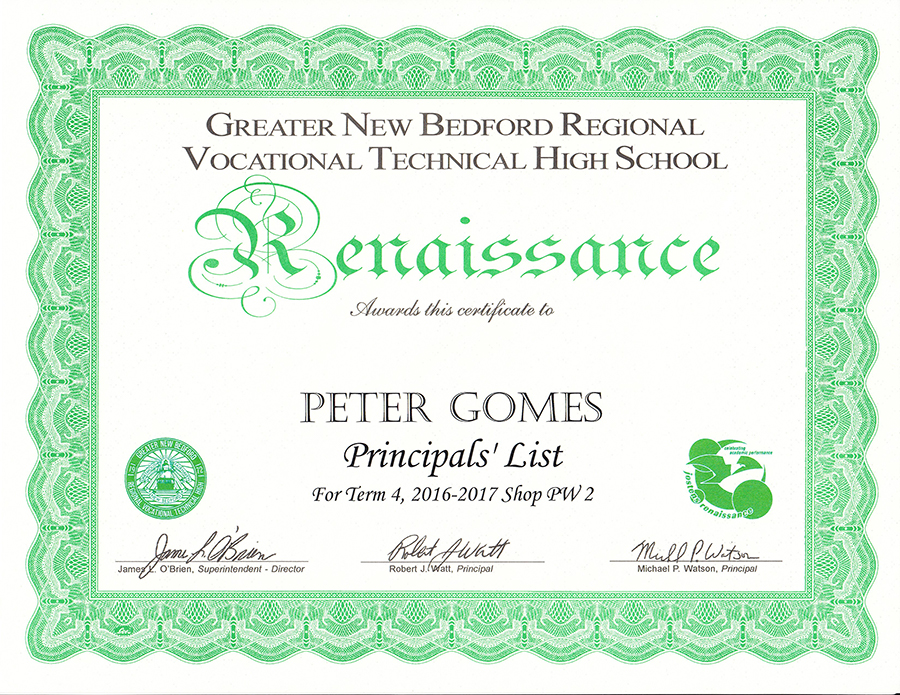 GREATER NEW BEDFORD REGIONAL
VOCATIONAL TECHNICAL HIGH SCHOOL
Renaissance
Awards this certificate to
PETER GOMES
Principals' List
For Term 4, 2016-2017 Shop PW 2
GREATER NEW BEDFORD
REGIONAL VOCATIONAL TECHNICAL HIGH
celebrating
academic performance
jostens renaissance
James L. O'Brien
Robert J. Watt
Michael P. Watson
James L. O'Brien, Superintendent - Director
Robert J. Watt, Principal
Michael P. Watson, Principal